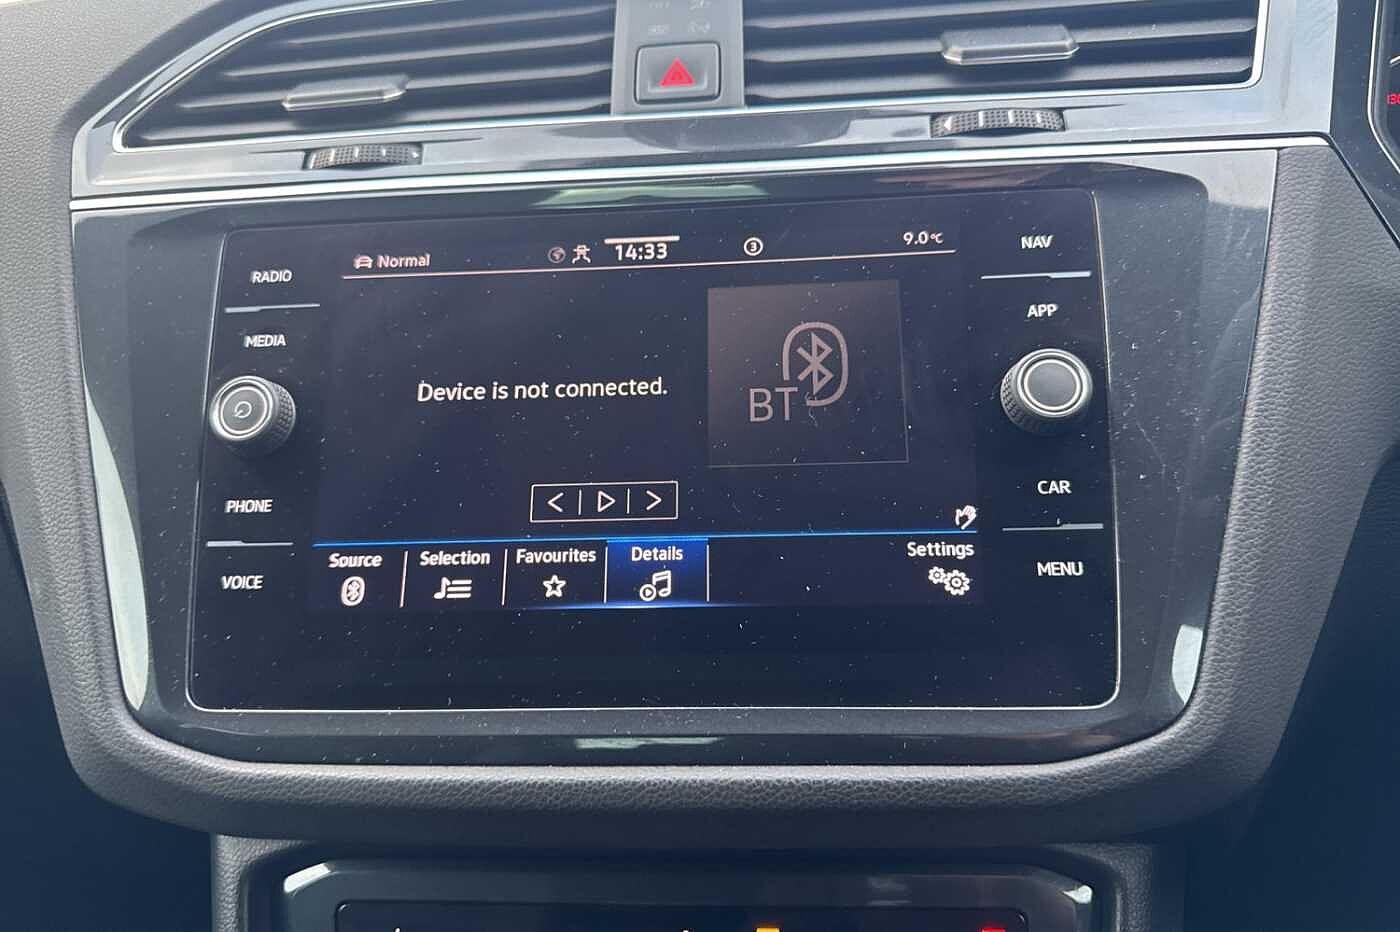 Normal
14:33
3
9.0°C
RADIO
MEDIA
PHONE
VOICE
NAV
APP
CAR
MENU
Device is not connected.
BT
Source
Selection
Favourites
Details
Settings